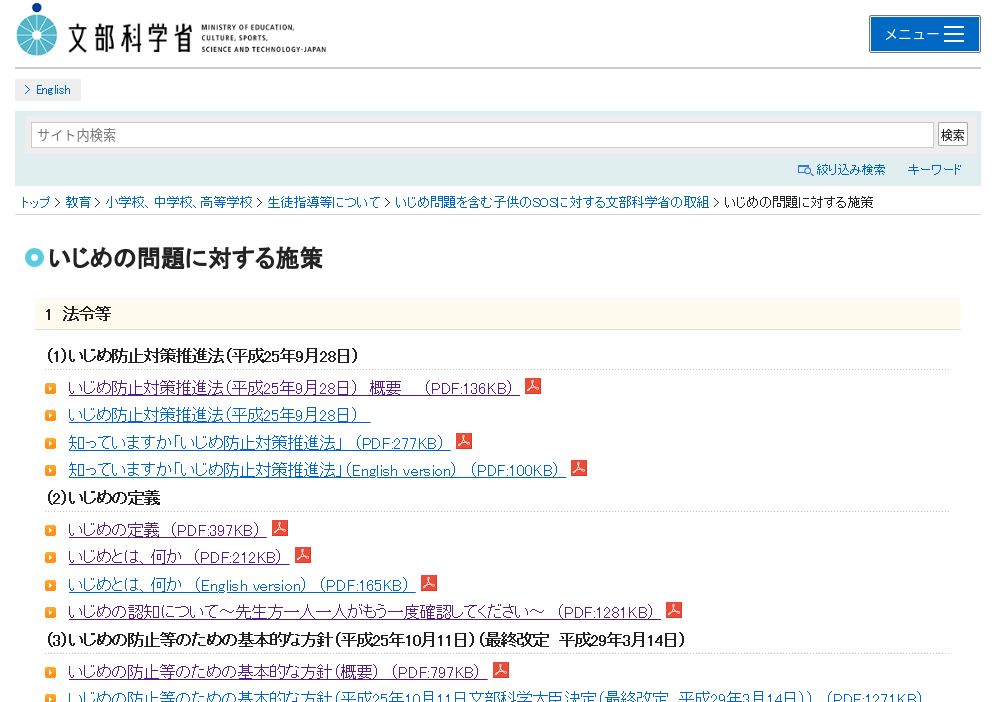 文部科学省
MINISTRY OF EDUCATION,
CULTURE, SPORTS,
SCIENCE AND TECHNOLOGY-JAPAN
メニュー
English
サイト内検索
検索
絞り込み検索 キーワード
トップ > 教育 > 小学校、中学校、高等学校 > 生徒指導等について > いじめ問題を含む子供のSOSに対する文部科学省の取組 > いじめの問題に対する施策
いじめの問題に対する施策
1 法令等
(1)いじめ防止対策推進法(平成25年9月28日)
いじめ防止対策推進法(平成25年9月28日) 概要 (PDF:136KB)
いじめ防止対策推進法(平成25年9月28日)
知っていますか「いじめ防止対策推進法」 (PDF:277KB)
知っていますか「いじめ防止対策推進法」(English version) (PDF:100KB)
(2)いじめの定義
いじめの定義 (PDF:397KB)
いじめとは、何か (PDF:212KB)
いじめとは、何か (English version) (PDF:165KB)
いじめの認知について～先生方一人一人がもう一度確認してください～ (PDF:1281KB)
(3)いじめの防止等のための基本的な方針(平成25年10月11日)(最終改定 平成29年3月14日)
いじめの防止等のための基本的な方針(概要) (PDF:797KB)
いじめの防止等のための基本的な方針(平成25年10月11日文部科学大臣決定(最終改定 平成29年3月14日)) (PDF:1271KB)